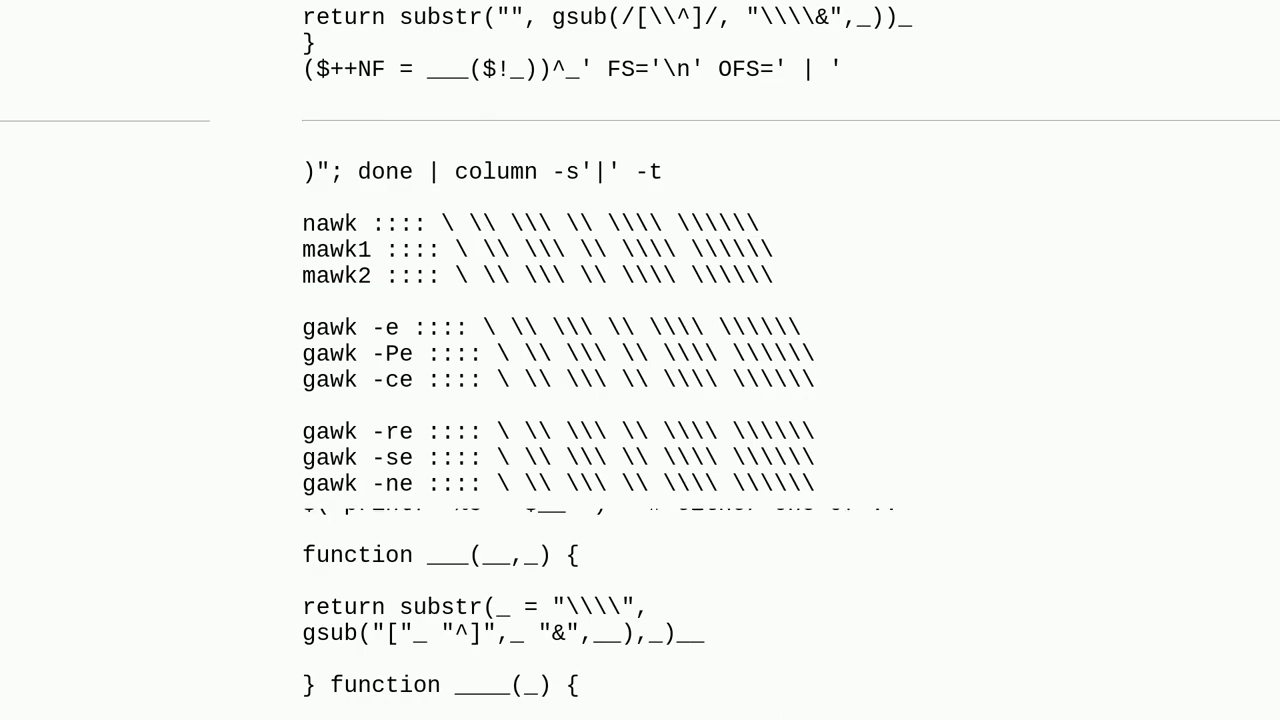 return substr("", gsub(/[\\^]/, "\\\\&",_))_
}
($++NF = ___($!_))^_' FS='\n' OFS=' | '
)"; done | column -s'|' -t
nawk :::: \ \\ \\\ \\ \\\\ \\\\\\
mawk1 :::: \ \\ \\\ \\ \\\\ \\\\\\
mawk2 :::: \ \\ \\\ \\ \\\\ \\\\\\
gawk -e :::: \ \\ \\\ \\ \\\\ \\\\\\
gawk -Pe :::: \ \\ \\\ \\ \\\\ \\\\\\
gawk -ce :::: \ \\ \\\ \\ \\\\ \\\\\\
gawk -re :::: \ \\ \\\ \\ \\\\ \\\\\\
gawk -se :::: \ \\ \\\ \\ \\\\ \\\\\\
gawk -ne :::: \ \\ \\\ \\ \\\\ \\\\\\
function ___(__,_) {
return substr(_ = "\\\\",
gsub("["_ "^]",_ "&",__),_)__
} function ____(_) {